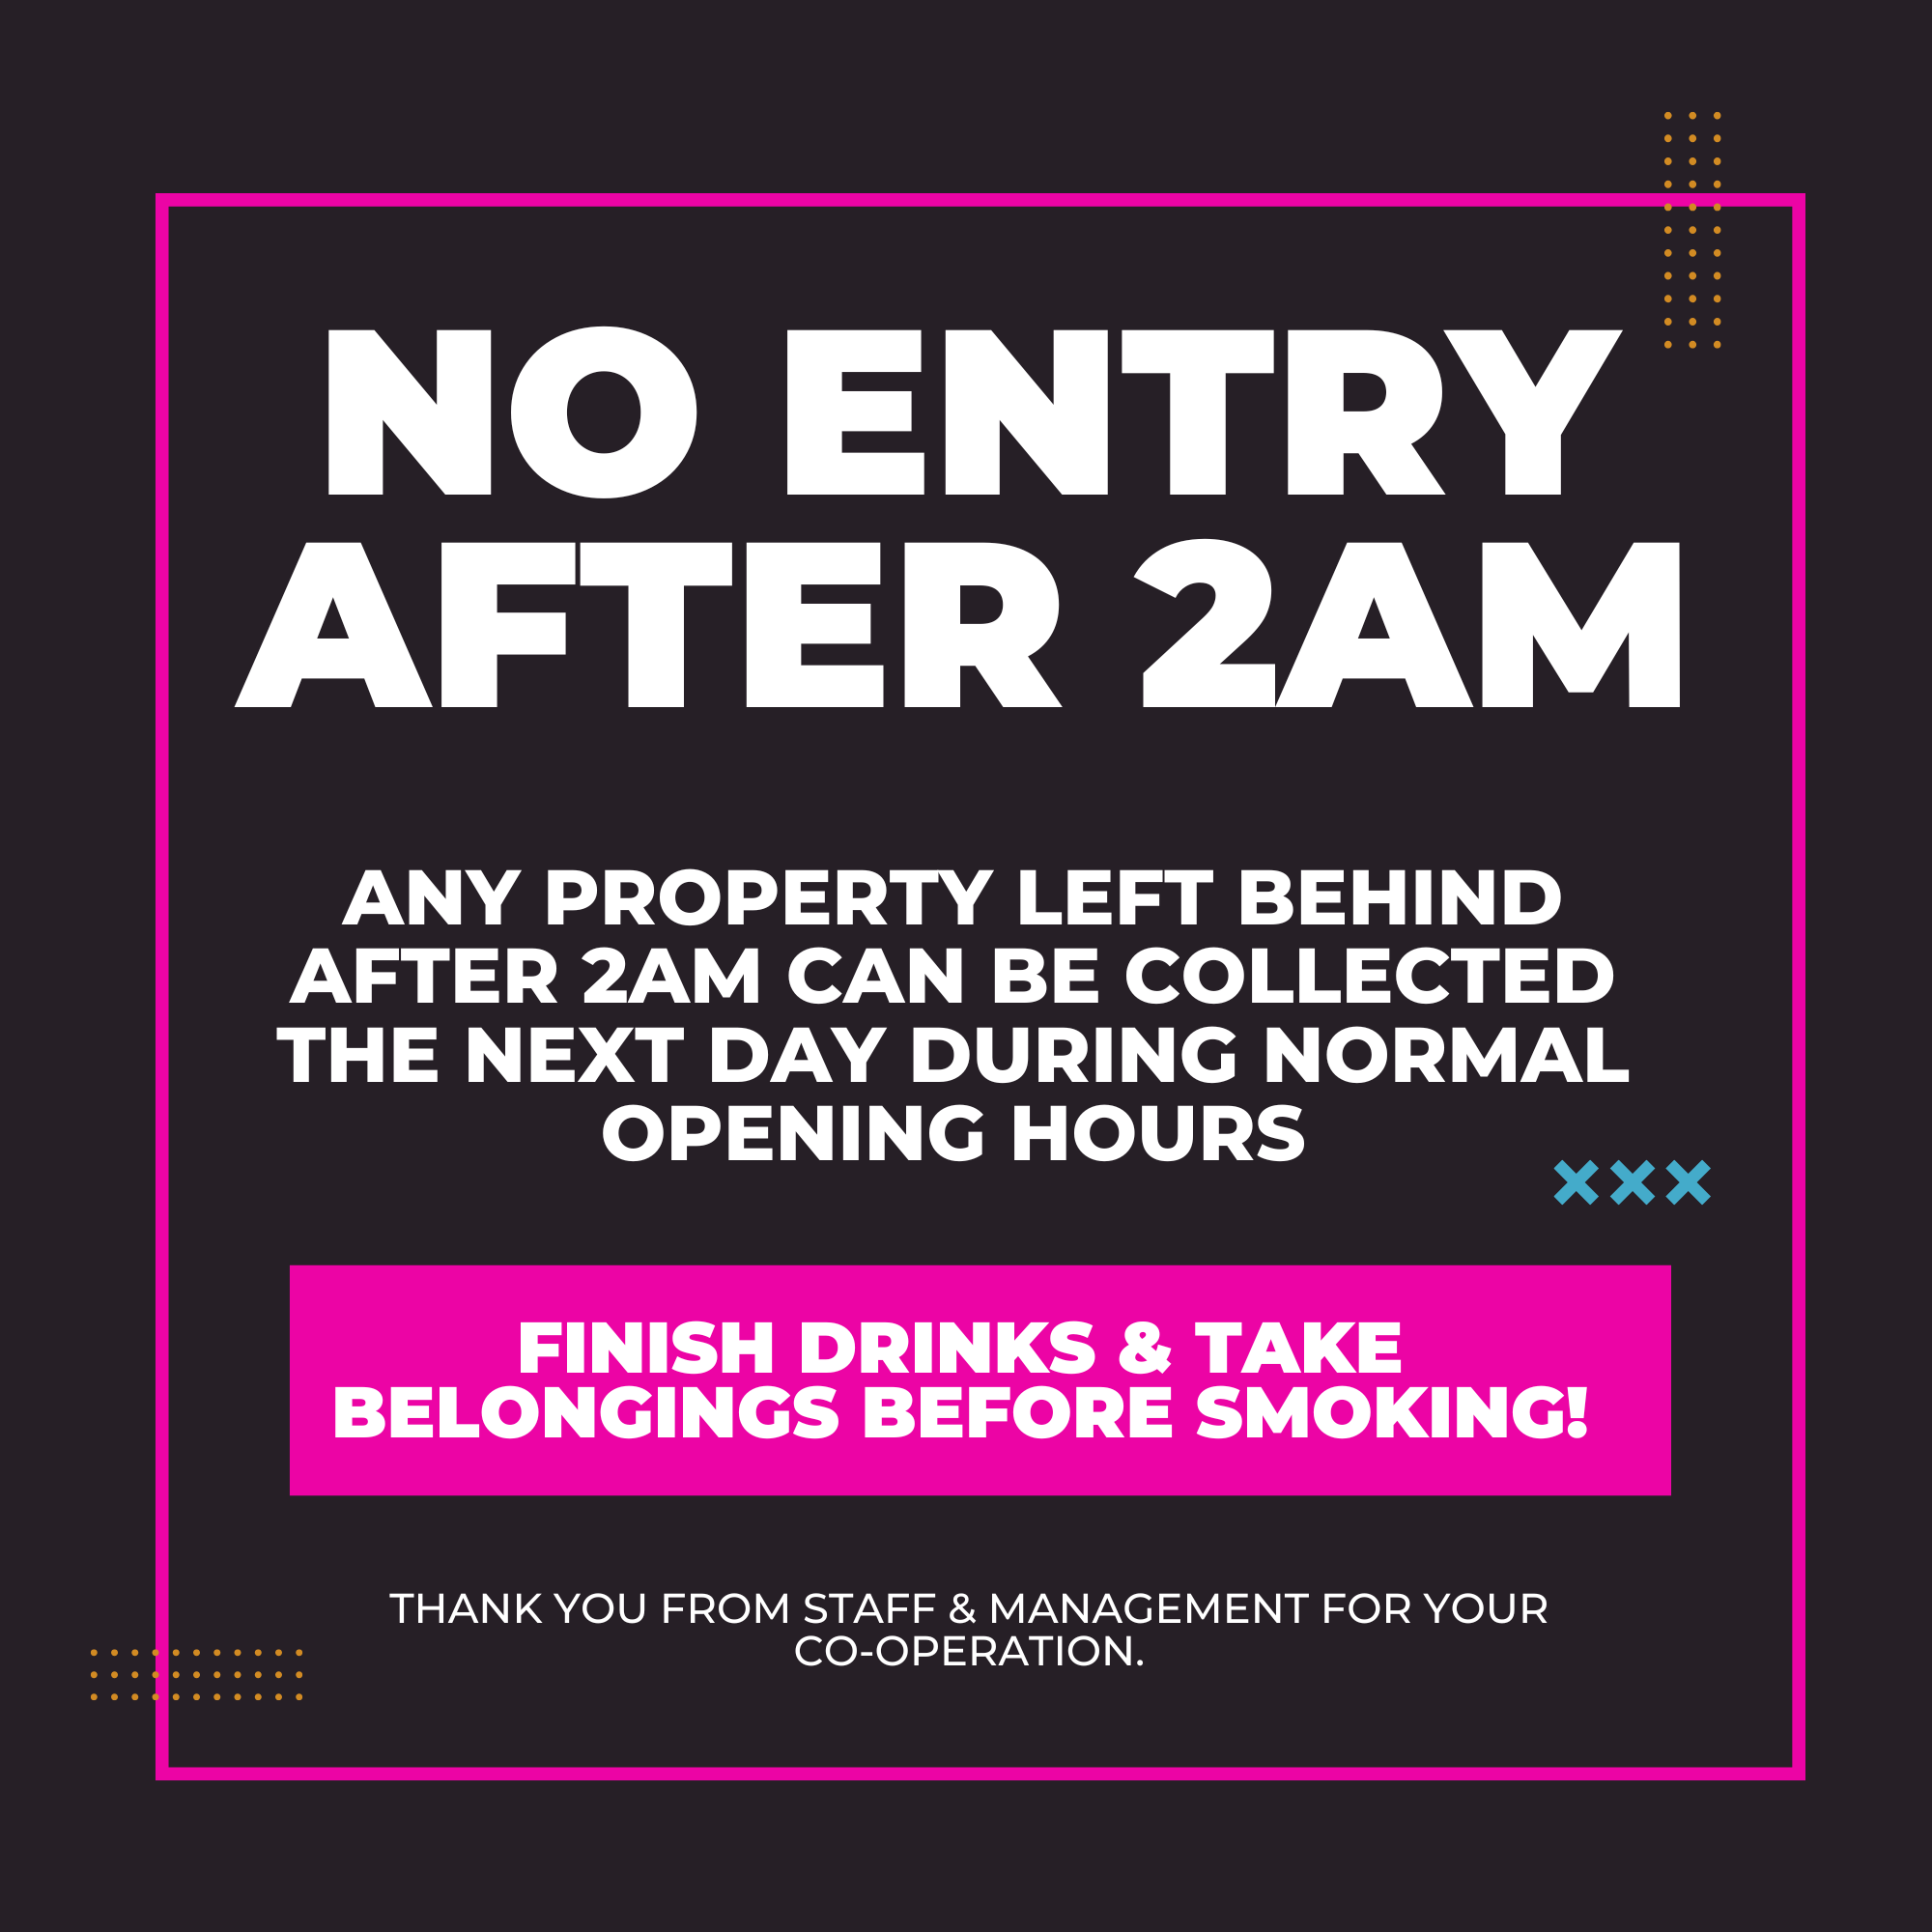 NO ENTRY
AFTER 2AM
ANY PROPERTY LEFT BEHIND
AFTER 2AM CAN BE COLLECTED
THE NEXT DAY DURING NORMAL
OPENING HOURS
FINISH DRINKS & TAKE
BELONGINGS BEFORE SMOKING!
THANK YOU FROM STAFF & MANAGEMENT FOR YOUR
CO-OPERATION.